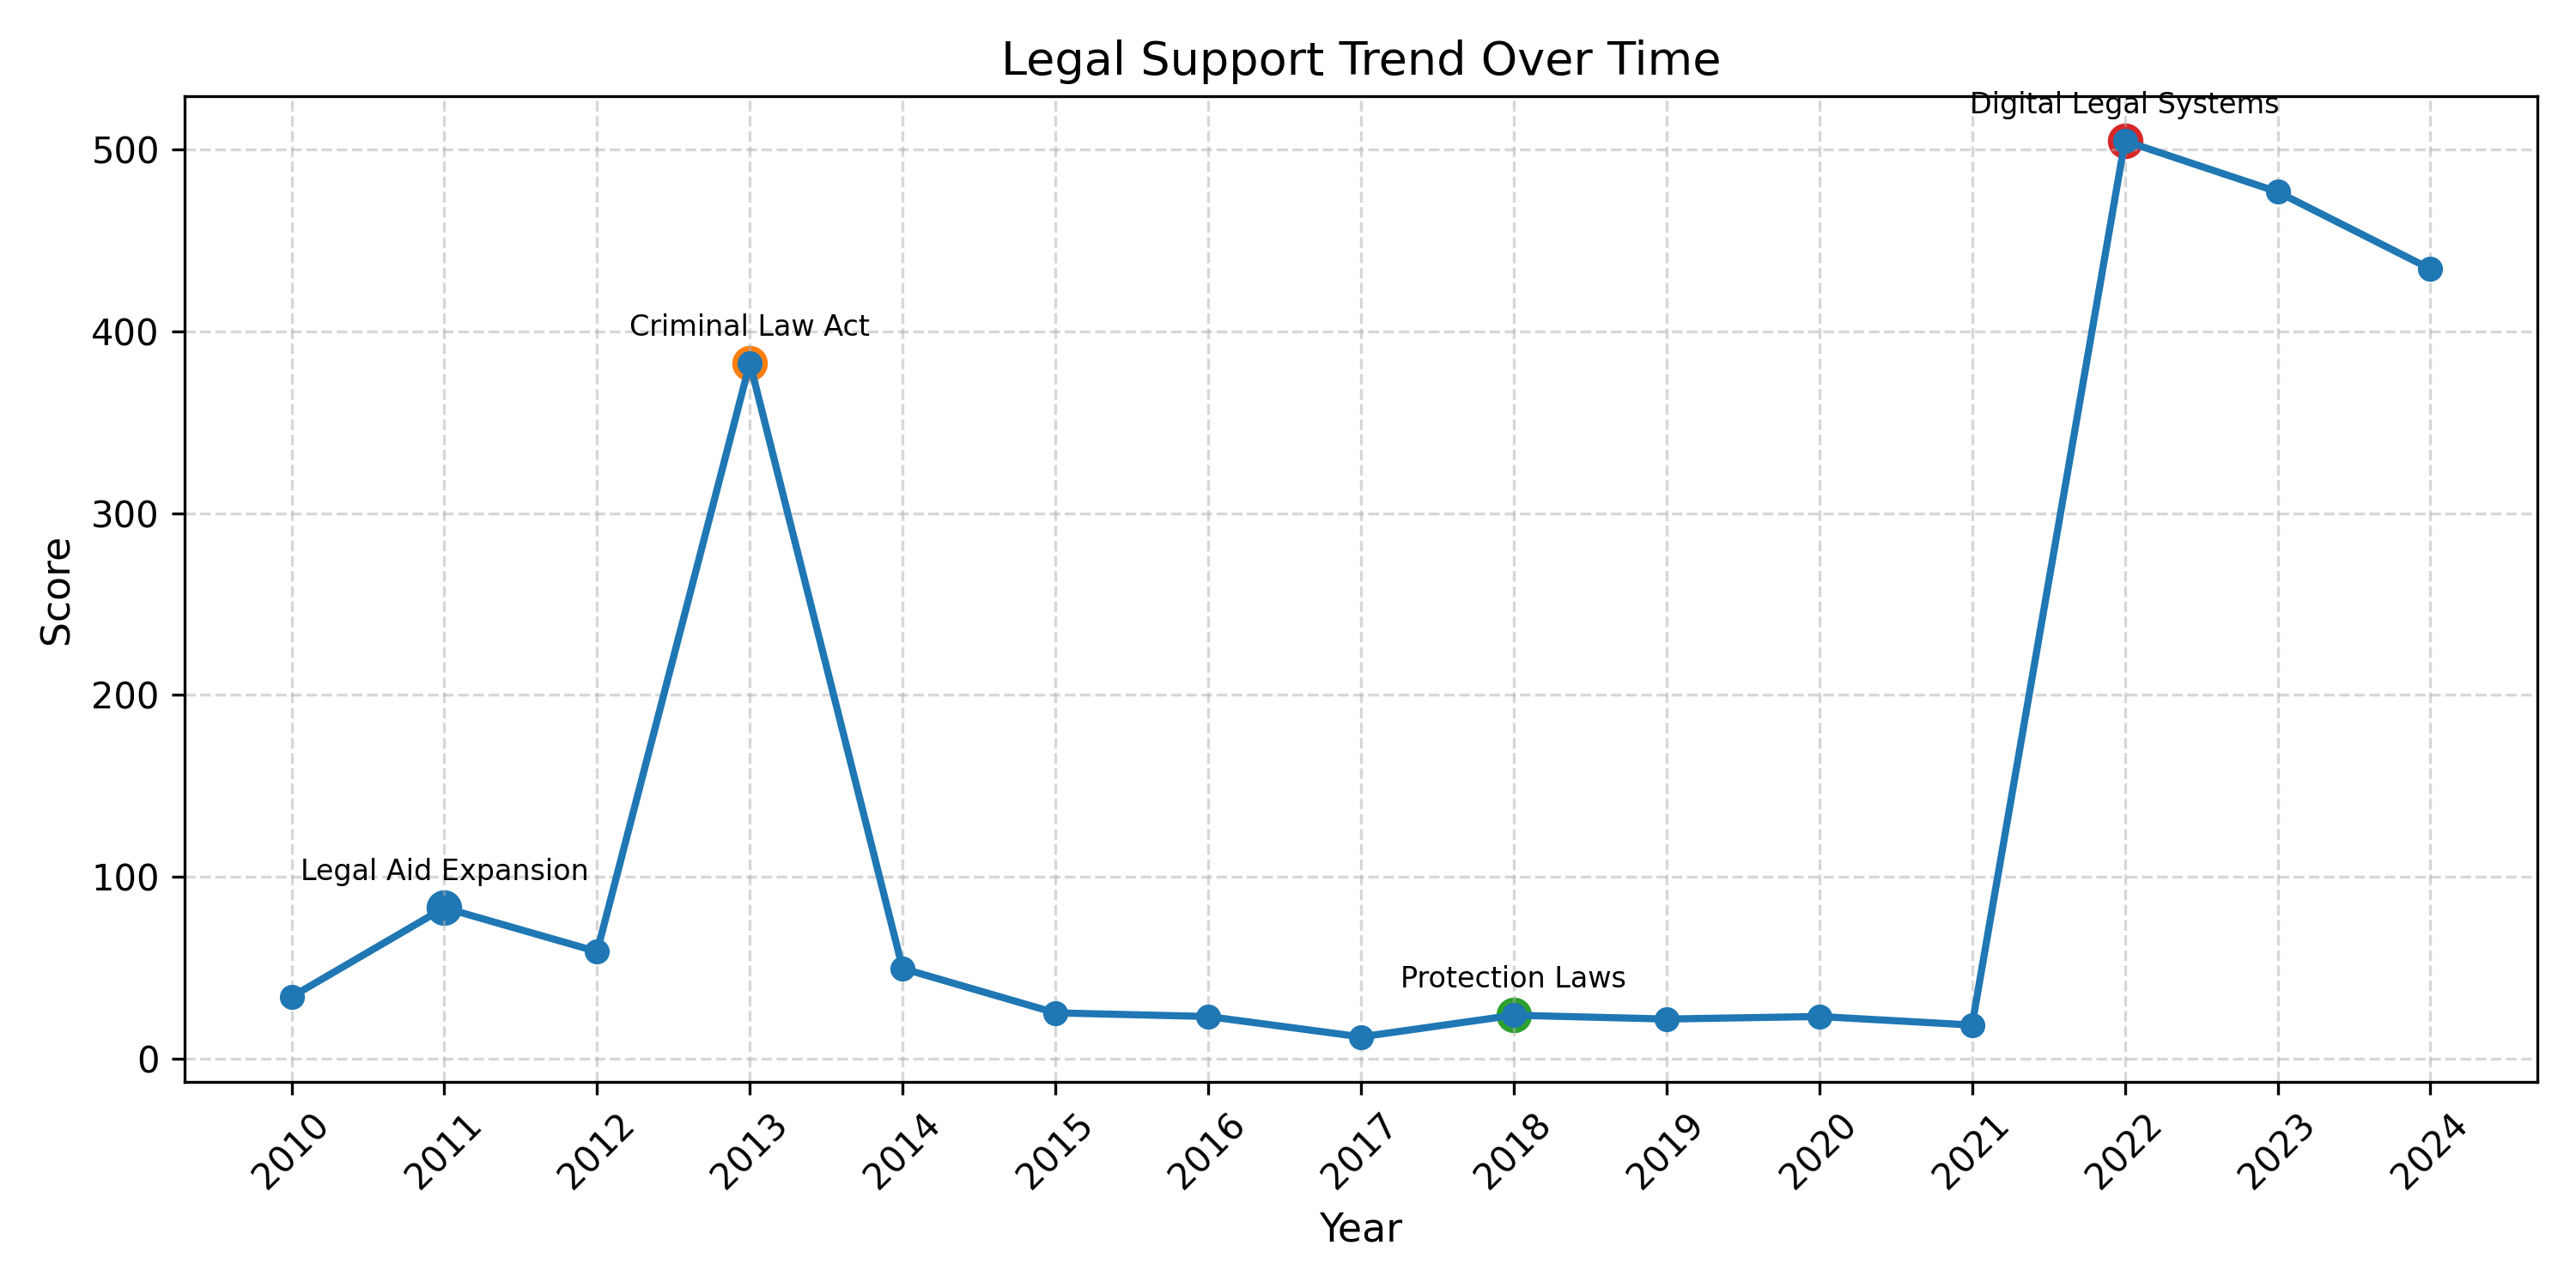 Legal Support Trend Over Time
Digital Legal Systems
500
400
Criminal Law Act
300
Score
200
100
Legal Aid Expansion
Protection Laws
0
2010 2011 2012 2013 2014 2015 2016 2017 2018 2019 2020 2021 2022 2023 2024
Year